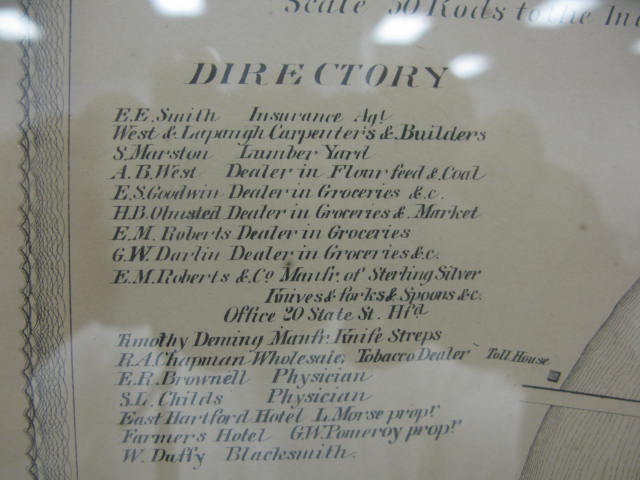 Scale 50 Rods to the In
DIRECTORY
E.E. Smith Insurance Agt
West & Lapaugh Carpenters & Builders
S. Marston Lumber Yard
A.B. West Dealer in Flour feed & Coal
E.S. Goodwin Dealer in Groceries &c.
H.B. Olmsted Dealer in Groceries & Market
E.M. Roberts Dealer in Groceries
G.W. Darlin Dealer in Groceries &c.
E.M. Roberts & Co Manfr. of Sterling Silver
Knives & forks & Spoons &c.
Office 20 State St. Hfd
Timothy Deming Manfr Knife Streps
R.A. Chapman Wholesale Tobacco Dealer
Toll House
E.R. Brownell Physician
S.L. Childs Physician
East Hartford Hotel L. Morse propr
Farmers Hotel G.W. Pomeroy propr
W. Duffy Blacksmith.